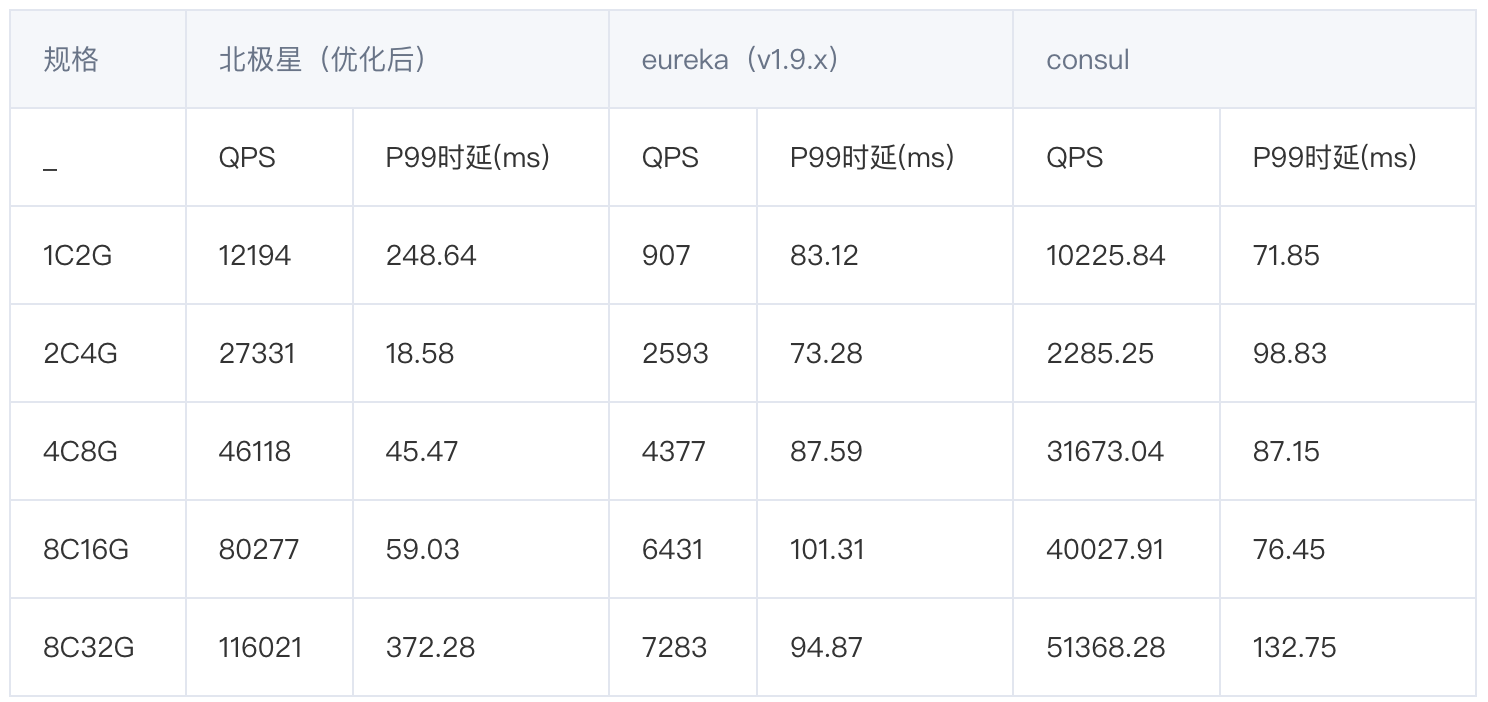 规格 北极星（优化后） eureka（v1.9.x） consul
_ QPS P99时延(ms) QPS P99时延(ms) QPS P99时延(ms)
1C2G 12194 248.64 907 83.12 10225.84 71.85
2C4G 27331 18.58 2593 73.28 2285.25 98.83
4C8G 46118 45.47 4377 87.59 31673.04 87.15
8C16G 80277 59.03 6431 101.31 40027.91 76.45
8C32G 116021 372.28 7283 94.87 51368.28 132.75